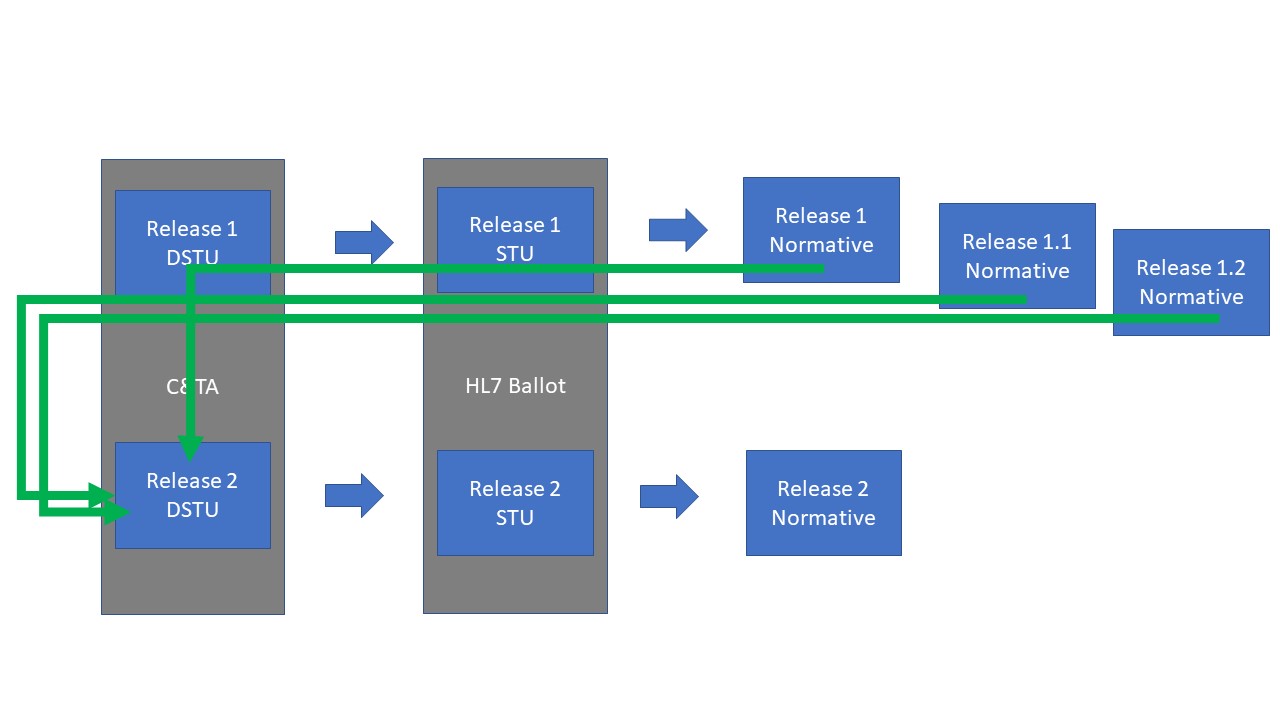 Release 1
DSTU
Release 1
STU
Release 1
Normative
Release 1.1
Normative
Release 1.2
Normative
C&TA
HL7 Ballot
Release 2
DSTU
Release 2
STU
Release 2
Normative